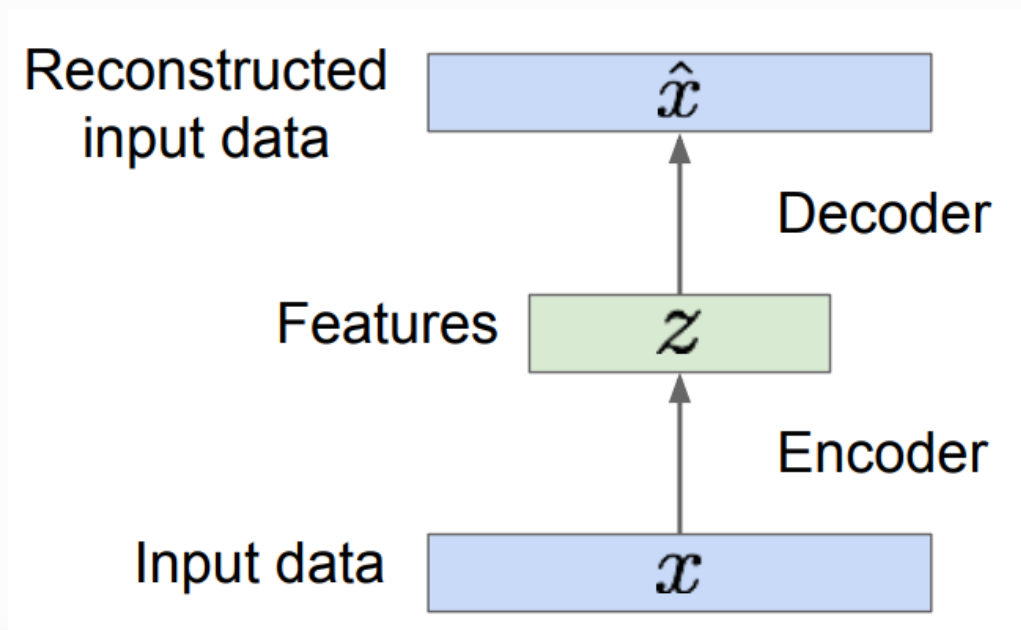 Reconstructed
input data
x̂
Decoder
Features
z
Encoder
Input data
x